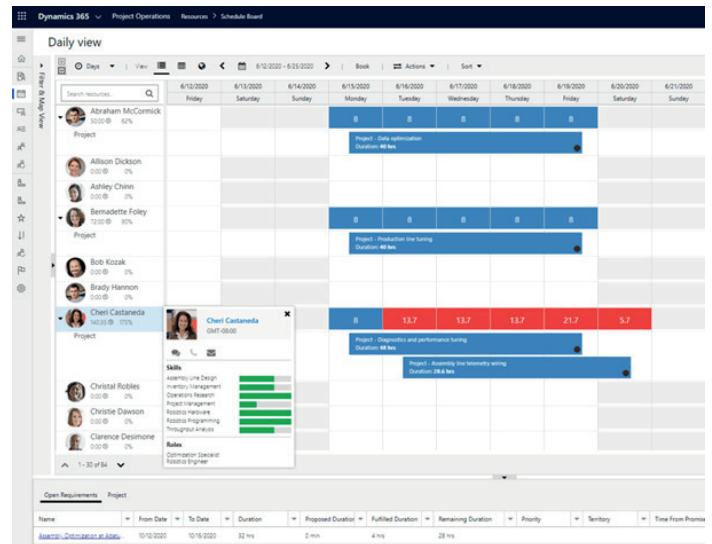 Dynamics 365 Project Operations Resources > Schedule Board
Daily view
Days View 6/12/2020 - 6/25/2020 Book Actions Sort
Filter & Map View
Search resources...
6/12/2020 6/13/2020 6/14/2020 6/15/2020 6/16/2020 6/17/2020 6/18/2020 6/19/2020 6/20/2020 6/21/2020
Friday Saturday Sunday Monday Tuesday Wednesday Thursday Friday Saturday Sunday
Abraham McCormick
50:00 62%
8 8 8 8 8
Project
Project - Data optimization
Duration: 40 hrs
Allison Dickson
0:00 0%
Ashley Chinn
0:00 0%
Bernadette Foley
72:00 90%
8 8 8 8 8
Project
Project - Production line tuning
Duration: 40 hrs
Bob Kozak
0:00 0%
Brady Hannon
0:00 0%
Cheri Castaneda
175%
8 13.7 13.7 13.7 21.7 5.7
Project
Project - Diagnostics and performance tuning
Duration: 68 hrs
Project - Assembly line telemetry wiring
Duration: 28.6 hrs
Cheri Castaneda
GMT-08:00
Skills
Assembly Line Design
Inventory Management
Operations Research
Project Management
Robotics Hardware
Robotics Programming
Throughput Analysis
Roles
Optimization Specialist
Robotics Engineer
Christal Robles
0:00 0%
Christie Dawson
0:00 0%
Clarence Desimone
0:00 0%
1 - 30 of 84
Open Requirements Project
Name From Date To Date Duration Proposed Duration Fulfilled Duration Remaining Duration Priority Territory Time From Promise
Assembly, Optimization at 10/12/2020 10/15/2020 32 hrs 0 min 4 hrs 28 hrs